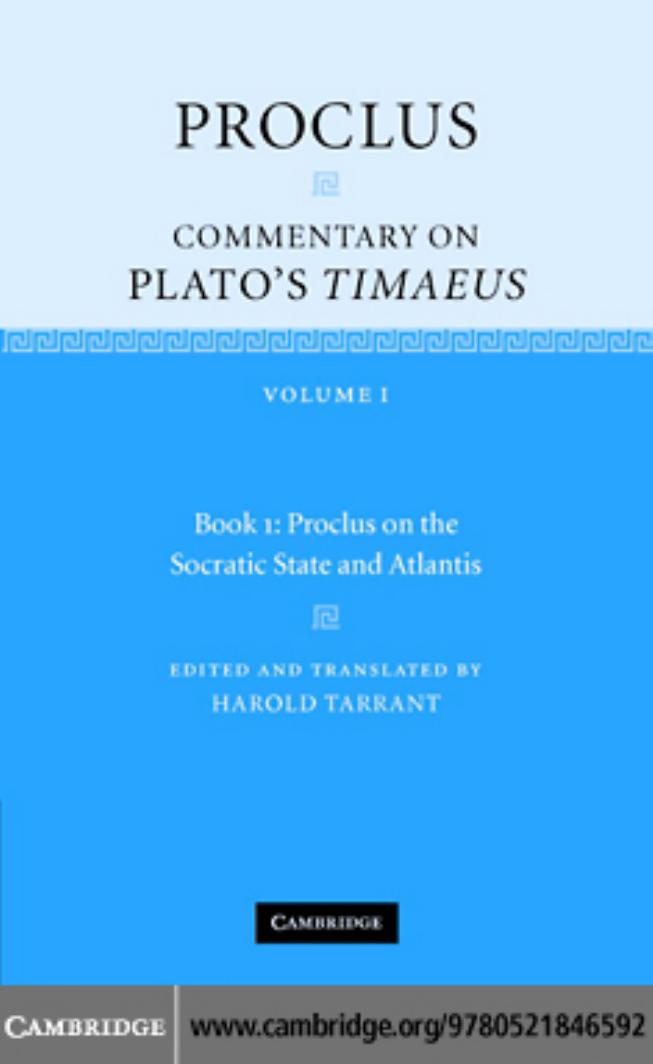 PROCLUS
COMMENTARY ON
PLATO'S TIMAEUS
VOLUME I
Book 1: Proclus on the
Socratic State and Atlantis
EDITED AND TRANSLATED BY
HAROLD TARRANT
CAMBRIDGE
CAMBRIDGE www.cambridge.org/9780521846592